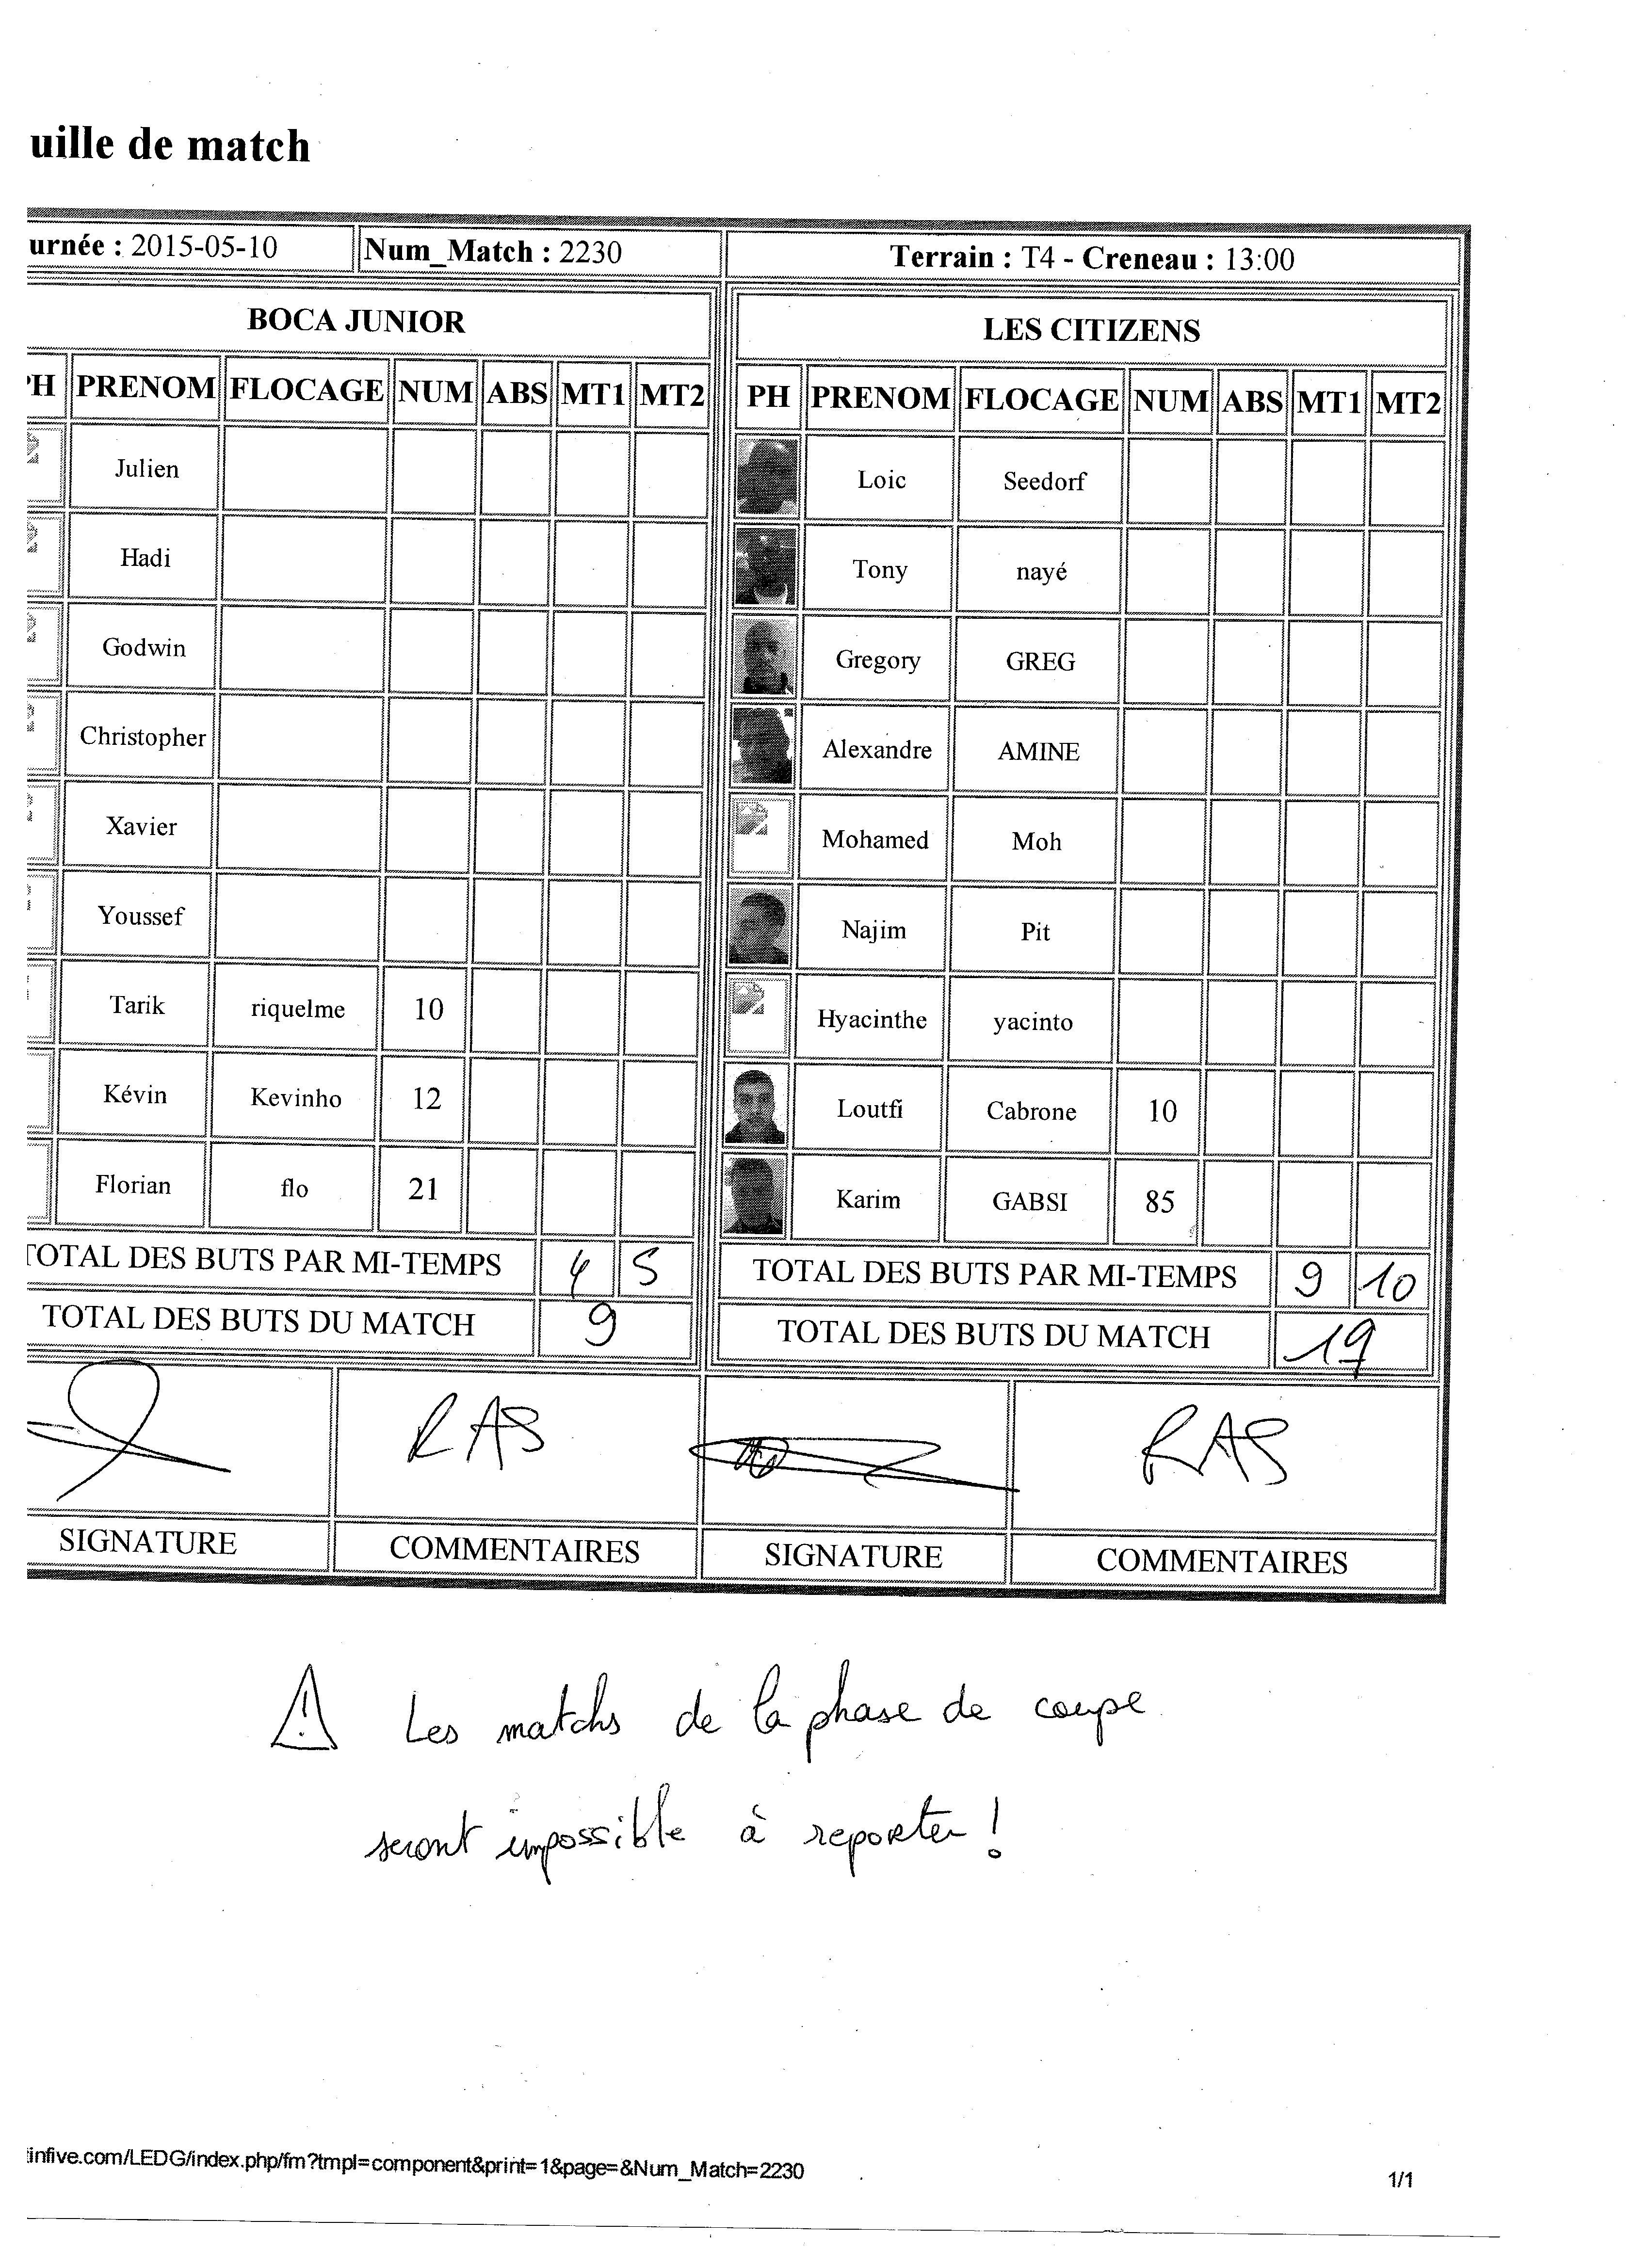 uille de match
urnée : 2015-05-10 Num_Match : 2230 Terrain : T4 - Creneau : 13:00
BOCA JUNIOR LES CITIZENS
PH PRENOM FLOCAGE NUM ABS MT1 MT2 PH PRENOM FLOCAGE NUM ABS MT1 MT2
Julien Loic Seedorf
Hadi Tony nayé
Godwin Gregory GREG
Christopher Alexandre AMINE
Xavier Mohamed Moh
Youssef Najim Pit
Tarik riquelme 10 Hyacinthe yacinto
Kévin Kevinho 12 Loutfi Cabrone 10
Florian flo 21 Karim GABSI 85
TOTAL DES BUTS PAR MI-TEMPS 4 5 TOTAL DES BUTS PAR MI-TEMPS 9 10
TOTAL DES BUTS DU MATCH 9 TOTAL DES BUTS DU MATCH 19
RAS RAS
SIGNATURE COMMENTAIRES SIGNATURE COMMENTAIRES
⚠ Les matchs de la phase de coupe
seront impossible à reporter !
infive.com/LEDG/index.php/fm?tmpl=component&print=1&page=&Num_Match=2230 1/1